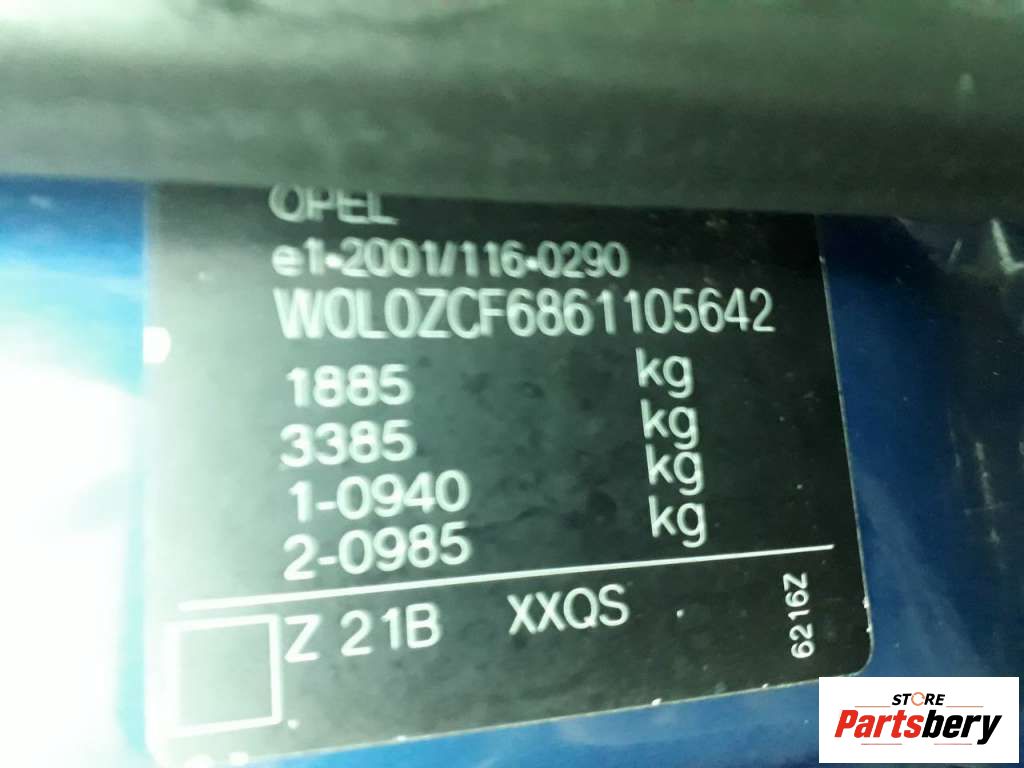 OPEL
e1*2001/116*0290
W0L0ZCF6861105642
1885 kg
3385 kg
1-0940 kg
2-0985 kg
Z 21B XXQS
6216Z
STORE
Partsbery